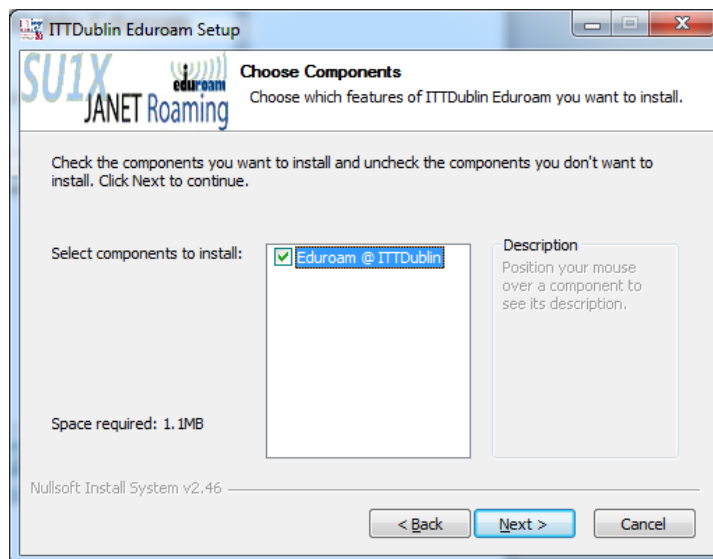 ITTDublin Eduroam Setup
SU1X
JANET Roaming
eduroam
Choose Components
Choose which features of ITTDublin Eduroam you want to install.
Check the components you want to install and uncheck the components you don't want to
install. Click Next to continue.
Select components to install:
Eduroam @ ITTDublin
Description
Position your mouse
over a component to
see its description.
Space required: 1.1MB
Nullsoft Install System v2.46
< Back
Next >
Cancel